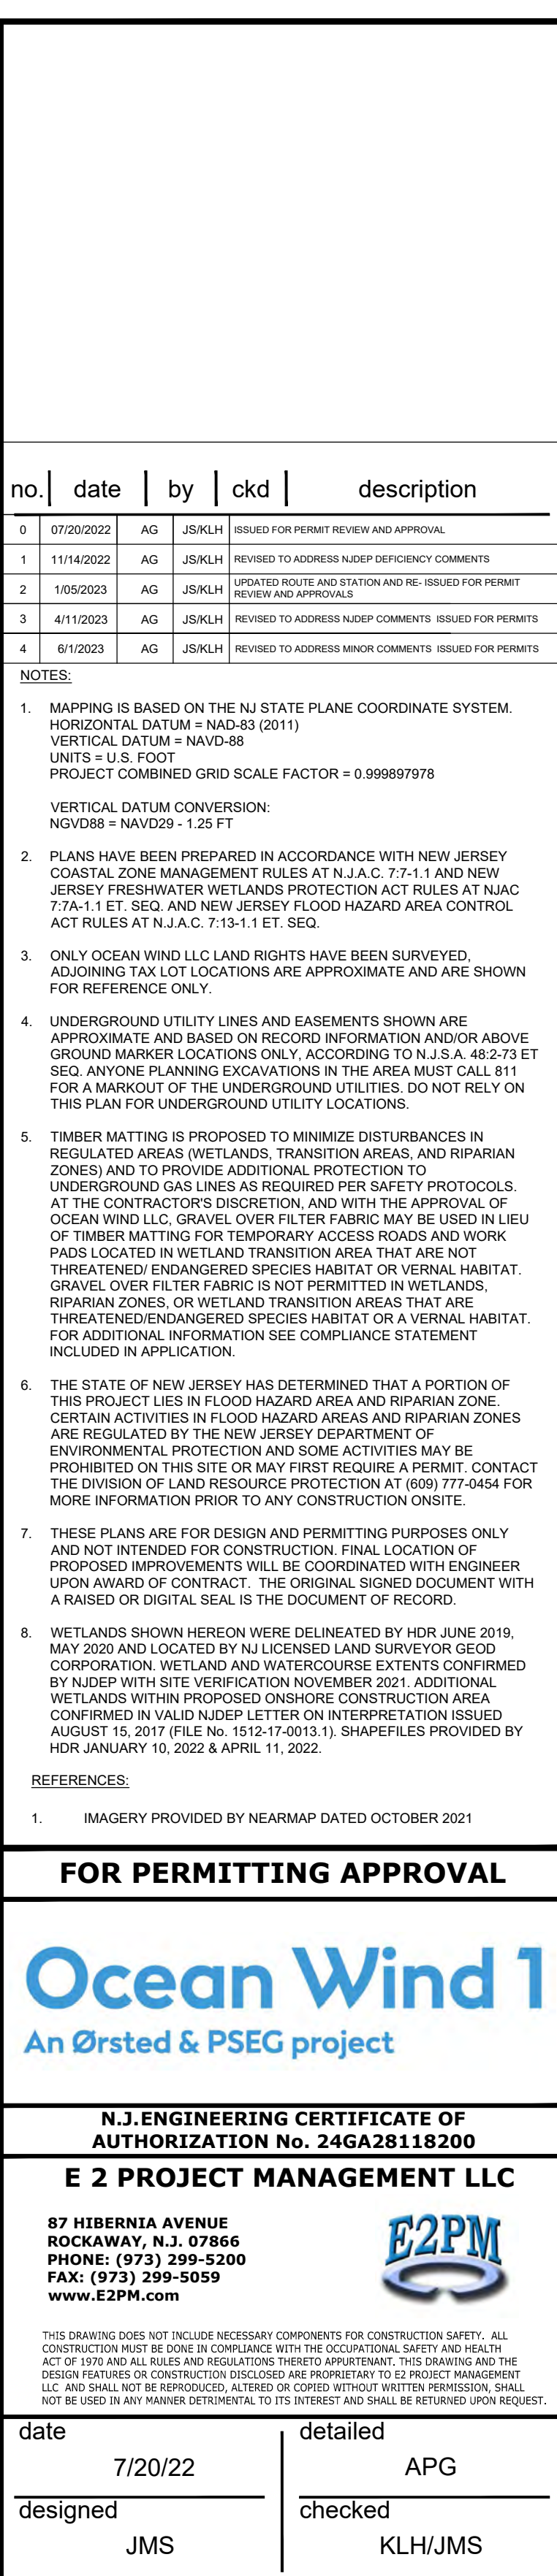 no. date by ckd description
0 07/20/2022 AG JS/KLH ISSUED FOR PERMIT REVIEW AND APPROVAL
1 11/14/2022 AG JS/KLH REVISED TO ADDRESS NJDEP DEFICIENCY COMMENTS
2 1/05/2023 AG JS/KLH UPDATED ROUTE AND STATION AND RE- ISSUED FOR PERMIT
REVIEW AND APPROVALS
3 4/11/2023 AG JS/KLH REVISED TO ADDRESS NJDEP COMMENTS ISSUED FOR PERMITS
4 6/1/2023 AG JS/KLH REVISED TO ADDRESS MINOR COMMENTS ISSUED FOR PERMITS
NOTES:
1. MAPPING IS BASED ON THE NJ STATE PLANE COORDINATE SYSTEM.
HORIZONTAL DATUM = NAD-83 (2011)
VERTICAL DATUM = NAVD-88
UNITS = U.S. FOOT
PROJECT COMBINED GRID SCALE FACTOR = 0.999897978
VERTICAL DATUM CONVERSION:
NGVD88 = NAVD29 - 1.25 FT
2. PLANS HAVE BEEN PREPARED IN ACCORDANCE WITH NEW JERSEY
COASTAL ZONE MANAGEMENT RULES AT N.J.A.C. 7:7-1.1 AND NEW
JERSEY FRESHWATER WETLANDS PROTECTION ACT RULES AT NJAC
7:7A-1.1 ET. SEQ. AND NEW JERSEY FLOOD HAZARD AREA CONTROL
ACT RULES AT N.J.A.C. 7:13-1.1 ET. SEQ.
3. ONLY OCEAN WIND LLC LAND RIGHTS HAVE BEEN SURVEYED,
ADJOINING TAX LOT LOCATIONS ARE APPROXIMATE AND ARE SHOWN
FOR REFERENCE ONLY.
4. UNDERGROUND UTILITY LINES AND EASEMENTS SHOWN ARE
APPROXIMATE AND BASED ON RECORD INFORMATION AND/OR ABOVE
GROUND MARKER LOCATIONS ONLY, ACCORDING TO N.J.S.A. 48:2-73 ET
SEQ. ANYONE PLANNING EXCAVATIONS IN THE AREA MUST CALL 811
FOR A MARKOUT OF THE UNDERGROUND UTILITIES. DO NOT RELY ON
THIS PLAN FOR UNDERGROUND UTILITY LOCATIONS.
5. TIMBER MATTING IS PROPOSED TO MINIMIZE DISTURBANCES IN
REGULATED AREAS (WETLANDS, TRANSITION AREAS, AND RIPARIAN
ZONES) AND TO PROVIDE ADDITIONAL PROTECTION TO
UNDERGROUND GAS LINES AS REQUIRED PER SAFETY PROTOCOLS.
AT THE CONTRACTOR'S DISCRETION, AND WITH THE APPROVAL OF
OCEAN WIND LLC, GRAVEL OVER FILTER FABRIC MAY BE USED IN LIEU
OF TIMBER MATTING FOR TEMPORARY ACCESS ROADS AND WORK
PADS LOCATED IN WETLAND TRANSITION AREA THAT ARE NOT
THREATENED/ ENDANGERED SPECIES HABITAT OR VERNAL HABITAT.
GRAVEL OVER FILTER FABRIC IS NOT PERMITTED IN WETLANDS,
RIPARIAN ZONES, OR WETLAND TRANSITION AREAS THAT ARE
THREATENED/ENDANGERED SPECIES HABITAT OR A VERNAL HABITAT.
FOR ADDITIONAL INFORMATION SEE COMPLIANCE STATEMENT
INCLUDED IN APPLICATION.
6. THE STATE OF NEW JERSEY HAS DETERMINED THAT A PORTION OF
THIS PROJECT LIES IN FLOOD HAZARD AREA AND RIPARIAN ZONE.
CERTAIN ACTIVITIES IN FLOOD HAZARD AREAS AND RIPARIAN ZONES
ARE REGULATED BY THE NEW JERSEY DEPARTMENT OF
ENVIRONMENTAL PROTECTION AND SOME ACTIVITIES MAY BE
PROHIBITED ON THIS SITE OR MAY FIRST REQUIRE A PERMIT. CONTACT
THE DIVISION OF LAND RESOURCE PROTECTION AT (609) 777-0454 FOR
MORE INFORMATION PRIOR TO ANY CONSTRUCTION ONSITE.
7. THESE PLANS ARE FOR DESIGN AND PERMITTING PURPOSES ONLY
AND NOT INTENDED FOR CONSTRUCTION. FINAL LOCATION OF
PROPOSED IMPROVEMENTS WILL BE COORDINATED WITH ENGINEER
UPON AWARD OF CONTRACT. THE ORIGINAL SIGNED DOCUMENT WITH
A RAISED OR DIGITAL SEAL IS THE DOCUMENT OF RECORD.
8. WETLANDS SHOWN HEREON WERE DELINEATED BY HDR JUNE 2019,
MAY 2020 AND LOCATED BY NJ LICENSED LAND SURVEYOR GEOD
CORPORATION. WETLAND AND WATERCOURSE EXTENTS CONFIRMED
BY NJDEP WITH SITE VERIFICATION NOVEMBER 2021. ADDITIONAL
WETLANDS WITHIN PROPOSED ONSHORE CONSTRUCTION AREA
CONFIRMED IN VALID NJDEP LETTER ON INTERPRETATION ISSUED
AUGUST 15, 2017 (FILE No. 1512-17-0013.1). SHAPEFILES PROVIDED BY
HDR JANUARY 10, 2022 & APRIL 11, 2022.
REFERENCES:
1. IMAGERY PROVIDED BY NEARMAP DATED OCTOBER 2021
FOR PERMITTING APPROVAL
Ocean Wind 1
An Ørsted & PSEG project
N.J.ENGINEERING CERTIFICATE OF
AUTHORIZATION No. 24GA28118200
E 2 PROJECT MANAGEMENT LLC
87 HIBERNIA AVENUE
ROCKAWAY, N.J. 07866
PHONE: (973) 299-5200
FAX: (973) 299-5059
www.E2PM.com
E2PM
THIS DRAWING DOES NOT INCLUDE NECESSARY COMPONENTS FOR CONSTRUCTION SAFETY. ALL
CONSTRUCTION MUST BE DONE IN COMPLIANCE WITH THE OCCUPATIONAL SAFETY AND HEALTH
ACT OF 1970 AND ALL RULES AND REGULATIONS THERETO APPURTENANT. THIS DRAWING AND THE
DESIGN FEATURES OR CONSTRUCTION DISCLOSED ARE PROPRIETARY TO E2 PROJECT MANAGEMENT
LLC AND SHALL NOT BE REPRODUCED, ALTERED OR COPIED WITHOUT WRITTEN PERMISSION, SHALL
NOT BE USED IN ANY MANNER DETRIMENTAL TO ITS INTEREST AND SHALL BE RETURNED UPON REQUEST.
date
7/20/22
detailed
APG
designed
JMS
checked
KLH/JMS